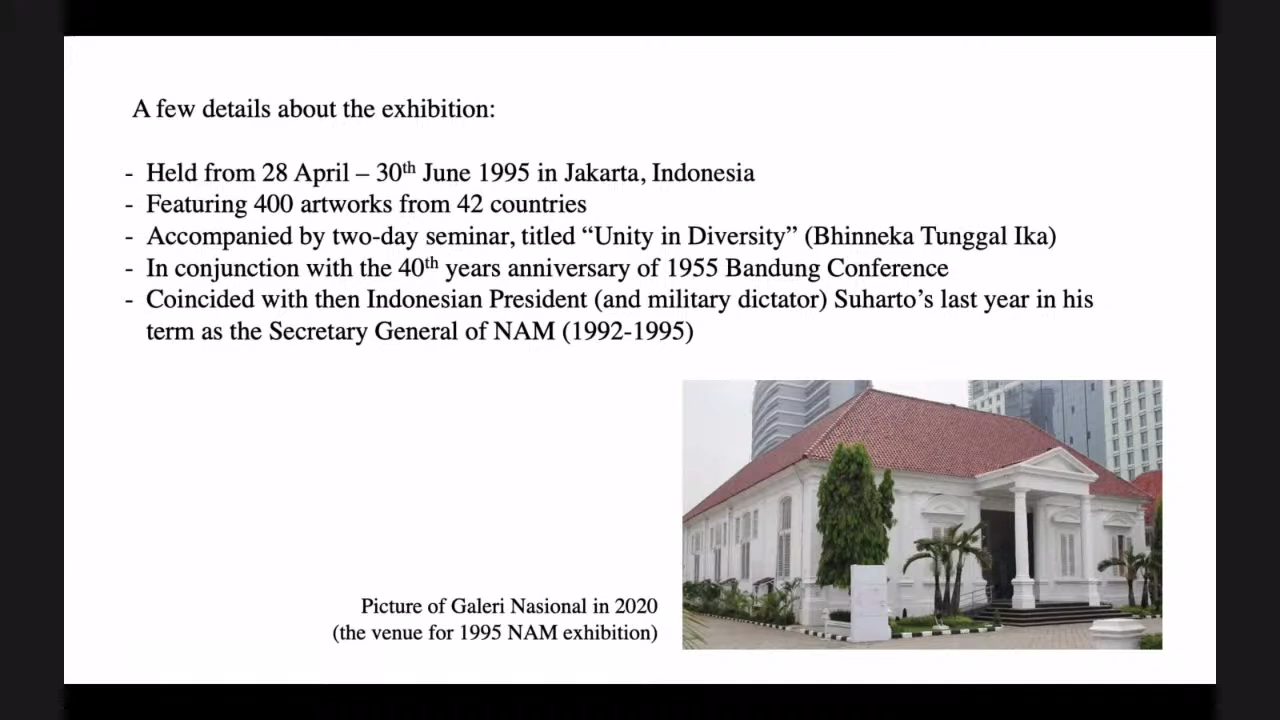 A few details about the exhibition:
- Held from 28 April – 30th June 1995 in Jakarta, Indonesia
- Featuring 400 artworks from 42 countries
- Accompanied by two-day seminar, titled “Unity in Diversity” (Bhinneka Tunggal Ika)
- In conjunction with the 40th years anniversary of 1955 Bandung Conference
- Coincided with then Indonesian President (and military dictator) Suharto’s last year in his
term as the Secretary General of NAM (1992-1995)
Picture of Galeri Nasional in 2020
(the venue for 1995 NAM exhibition)